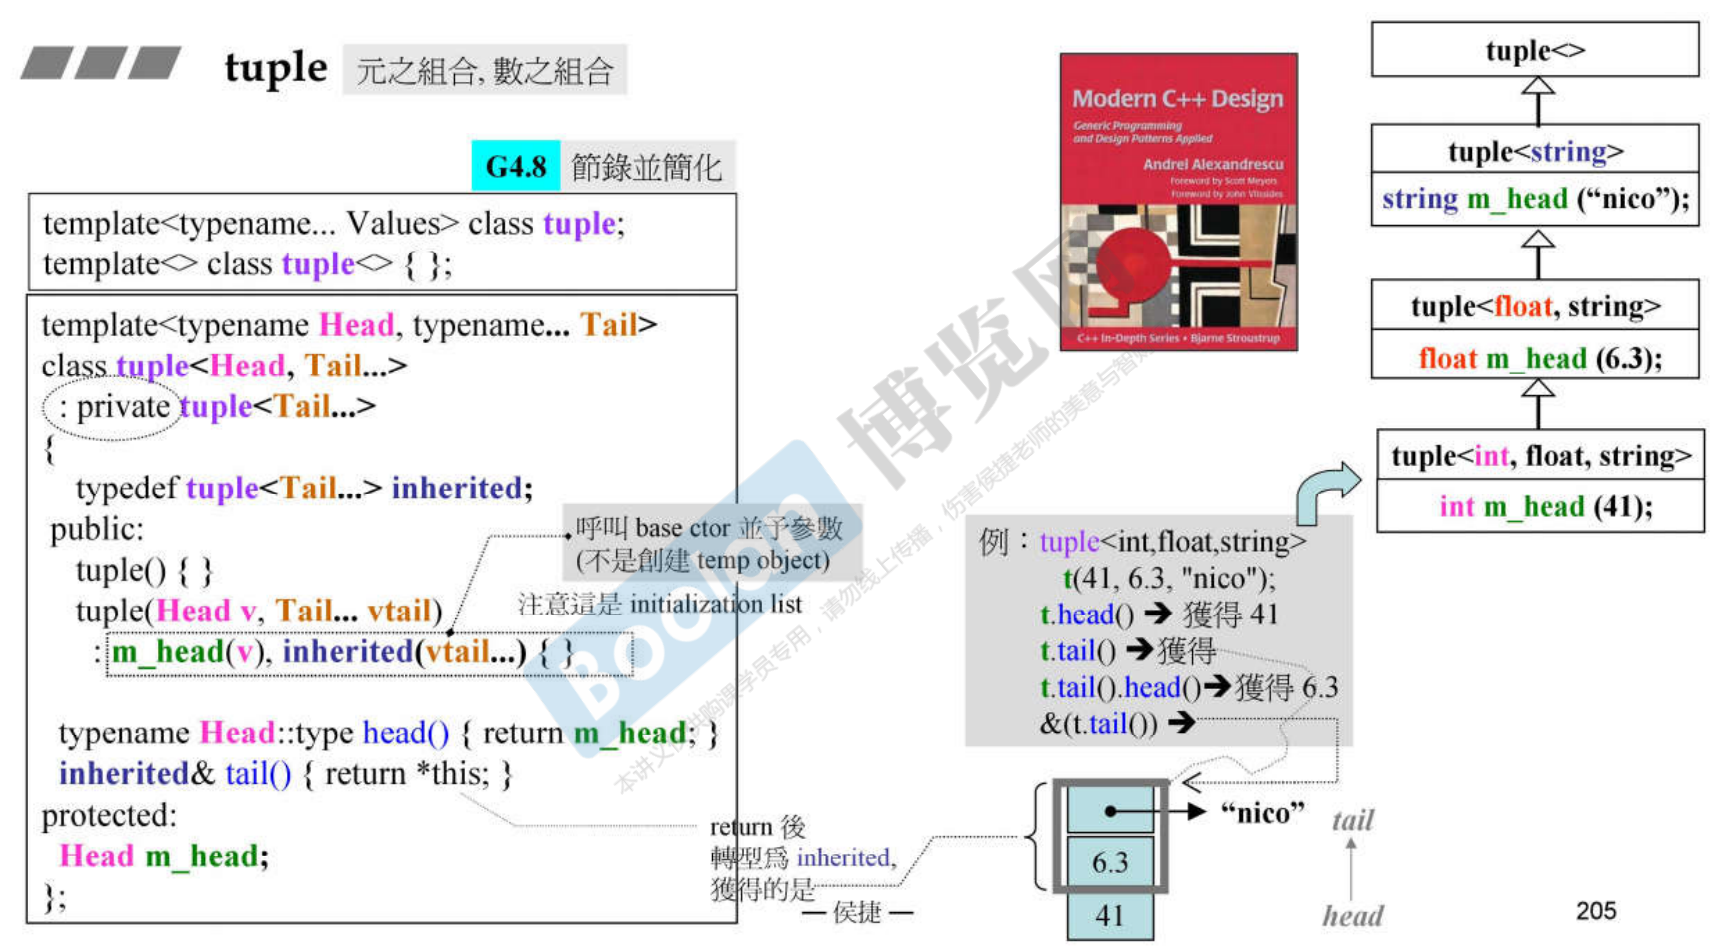 tuple 元之組合, 數之組合
G4.8 節錄並簡化
template<typename... Values> class tuple;
template<> class tuple<> { };
template<typename Head, typename... Tail>
class tuple<Head, Tail...>
: private tuple<Tail...>
{
typedef tuple<Tail...> inherited;
public:
tuple() { }
tuple(Head v, Tail... vtail)
: m_head(v), inherited(vtail...) { }
typename Head::type head() { return m_head; }
inherited& tail() { return *this; }
protected:
Head m_head;
};
呼叫 base ctor 並予參數
(不是創建 temp object)
注意這是 initialization list
return 後
轉型為 inherited,
獲得的是
Modern C++ Design
Generic Programming
and Design Patterns Applied
Andrei Alexandrescu
Foreword by Scott Meyers
Foreword by John Vlissides
C++ In-Depth Series • Bjarne Stroustrup
例：tuple<int,float,string>
t(41, 6.3, "nico");
t.head() ➔ 獲得 41
t.tail() ➔獲得
t.tail().head()➔獲得 6.3
&(t.tail()) ➔
tuple<>
tuple<string>
string m_head (“nico”);
tuple<float, string>
float m_head (6.3);
tuple<int, float, string>
int m_head (41);
“nico”
6.3
41
tail
head
— 侯捷 —
205
Boolan 博览网